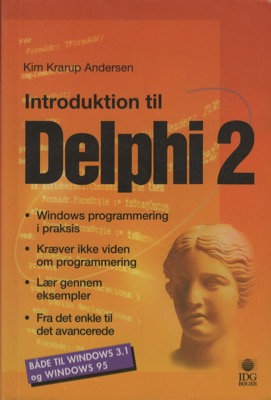 Kim Krarup Andersen
Introduktion til
Delphi 2
• Windows programmering
i praksis
• Kræver ikke viden
om programmering
• Lær gennem
eksempler
• Fra det enkle til
det avancerede
BÅDE TIL WINDOWS 3.1
og WINDOWS 95
IDG
BØGER